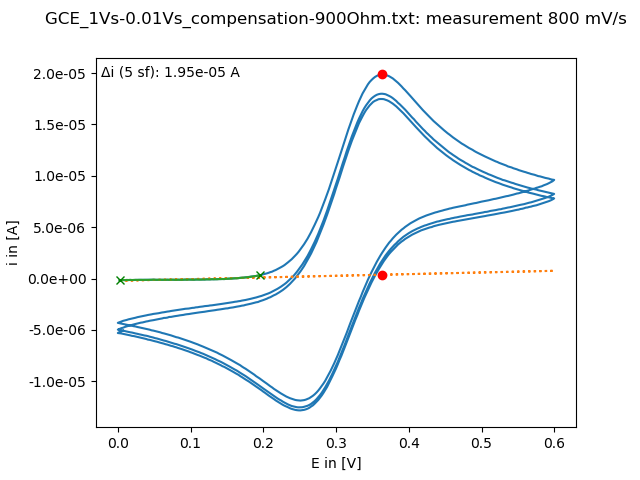 GCE_1Vs-0.01Vs_compensation-900Ohm.txt: measurement 800 mV/s
Δi (5 sf): 1.95e-05 A
2.0e-05
1.5e-05
1.0e-05
5.0e-06
0.0e+00
-5.0e-06
-1.0e-05
i in [A]
0.0 0.1 0.2 0.3 0.4 0.5 0.6
E in [V]